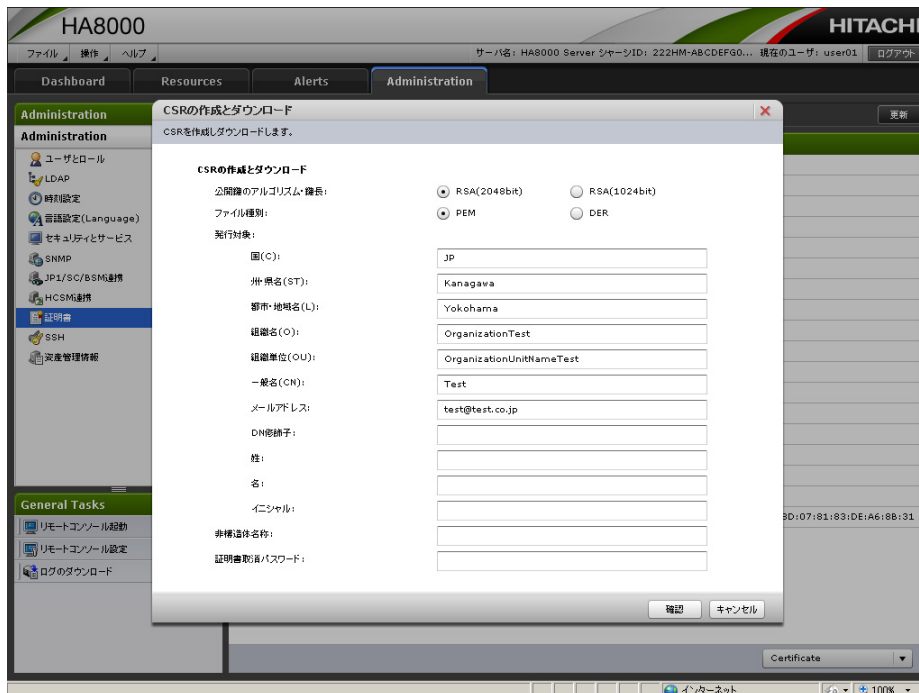 HA8000
HITACHI
ファイル 操作 ヘルプ
サーバ名: HA8000 Server シャーシID: 222HM-ABCDEFG0... 現在のユーザ: user01 ログアウト
Dashboard Resources Alerts Administration
Administration
更新
Administration
ユーザとロール
LDAP
時刻設定
言語設定(Language)
セキュリティとサービス
SNMP
JP1/SC/BSM連携
HCSM連携
証明書
SSH
資産管理情報
General Tasks
リモートコンソール起動
リモートコンソール設定
ログのダウンロード
CSRの作成とダウンロード
CSRを作成しダウンロードします。
CSRの作成とダウンロード
公開鍵のアルゴリズム・鍵長: RSA(2048bit) RSA(1024bit)
ファイル種別: PEM DER
発行対象:
国(C): JP
州・県名(ST): Kanagawa
都市・地域名(L): Yokohama
組織名(O): OrganizationTest
組織単位(OU): OrganizationUnitNameTest
一般名(CN): Test
メールアドレス: test@test.co.jp
DN修飾子:
姓:
名:
イニシャル:
非構造体名称:
証明書取消パスワード:
確認 キャンセル
:07:81:83:DE:A6:8B:31
Certificate
インターネット
100%